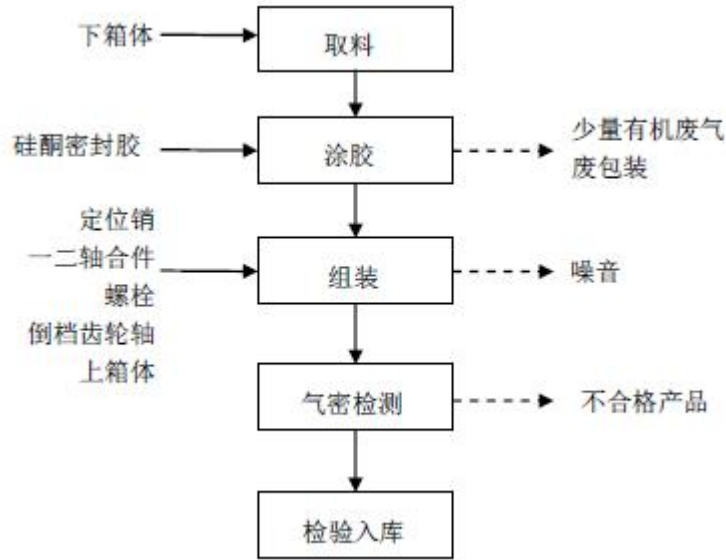 下箱体
取料
硅酮密封胶
涂胶
少量有机废气
废包装
定位销
一二轴合件
螺栓
倒档齿轮轴
上箱体
组装
噪音
气密检测
不合格产品
检验入库